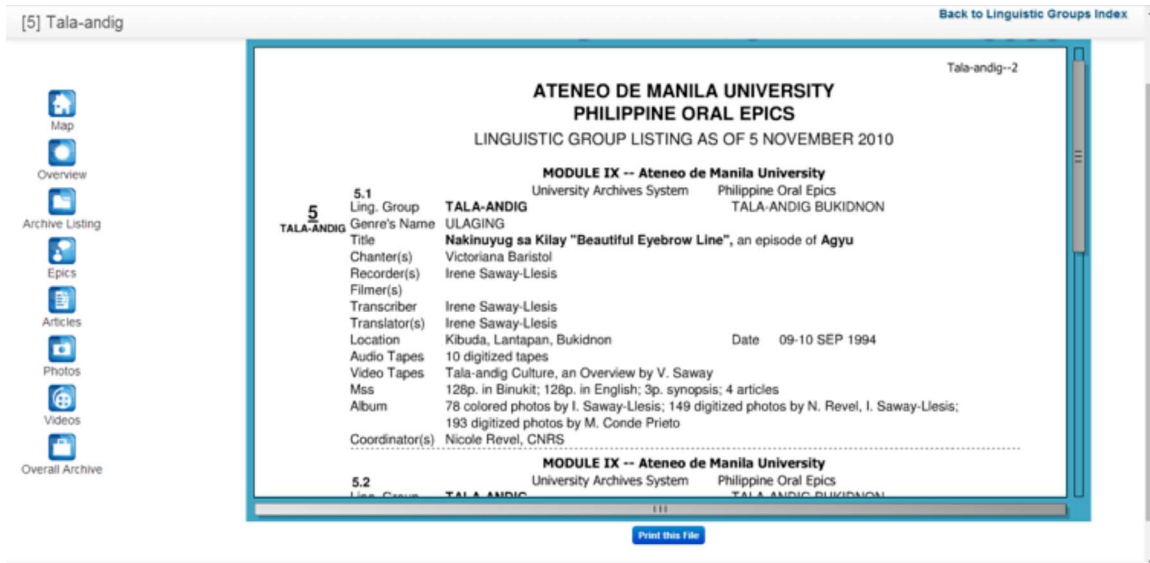 [5] Tala-andig
Back to Linguistic Groups Index
Map
Overview
Archive Listing
Epics
Articles
Photos
Videos
Overall Archive
Tala-andig--2
ATENEO DE MANILA UNIVERSITY
PHILIPPINE ORAL EPICS
LINGUISTIC GROUP LISTING AS OF 5 NOVEMBER 2010
MODULE IX -- Ateneo de Manila University
5.1 University Archives System Philippine Oral Epics
5 Ling. Group TALA-ANDIG TALA-ANDIG BUKIDNON
TALA-ANDIG Genre's Name ULAGING
Title Nakinuyug sa Kilay "Beautiful Eyebrow Line", an episode of Agyu
Chanter(s) Victoriana Baristol
Recorder(s) Irene Saway-Llesis
Filmer(s)
Transcriber Irene Saway-Llesis
Translator(s) Irene Saway-Llesis
Location Kibuda, Lantapan, Bukidnon Date 09-10 SEP 1994
Audio Tapes 10 digitized tapes
Video Tapes Tala-andig Culture, an Overview by V. Saway
Mss 128p. in Binukit; 128p. in English; 3p. synopsis; 4 articles
Album 78 colored photos by I. Saway-Llesis; 149 digitized photos by N. Revel, I. Saway-Llesis;
193 digitized photos by M. Conde Prieto
Coordinator(s) Nicole Revel, CNRS
MODULE IX -- Ateneo de Manila University
5.2 University Archives System Philippine Oral Epics
Ling. Group TALA-ANDIG TALA-ANDIG BUKIDNON
Print this File